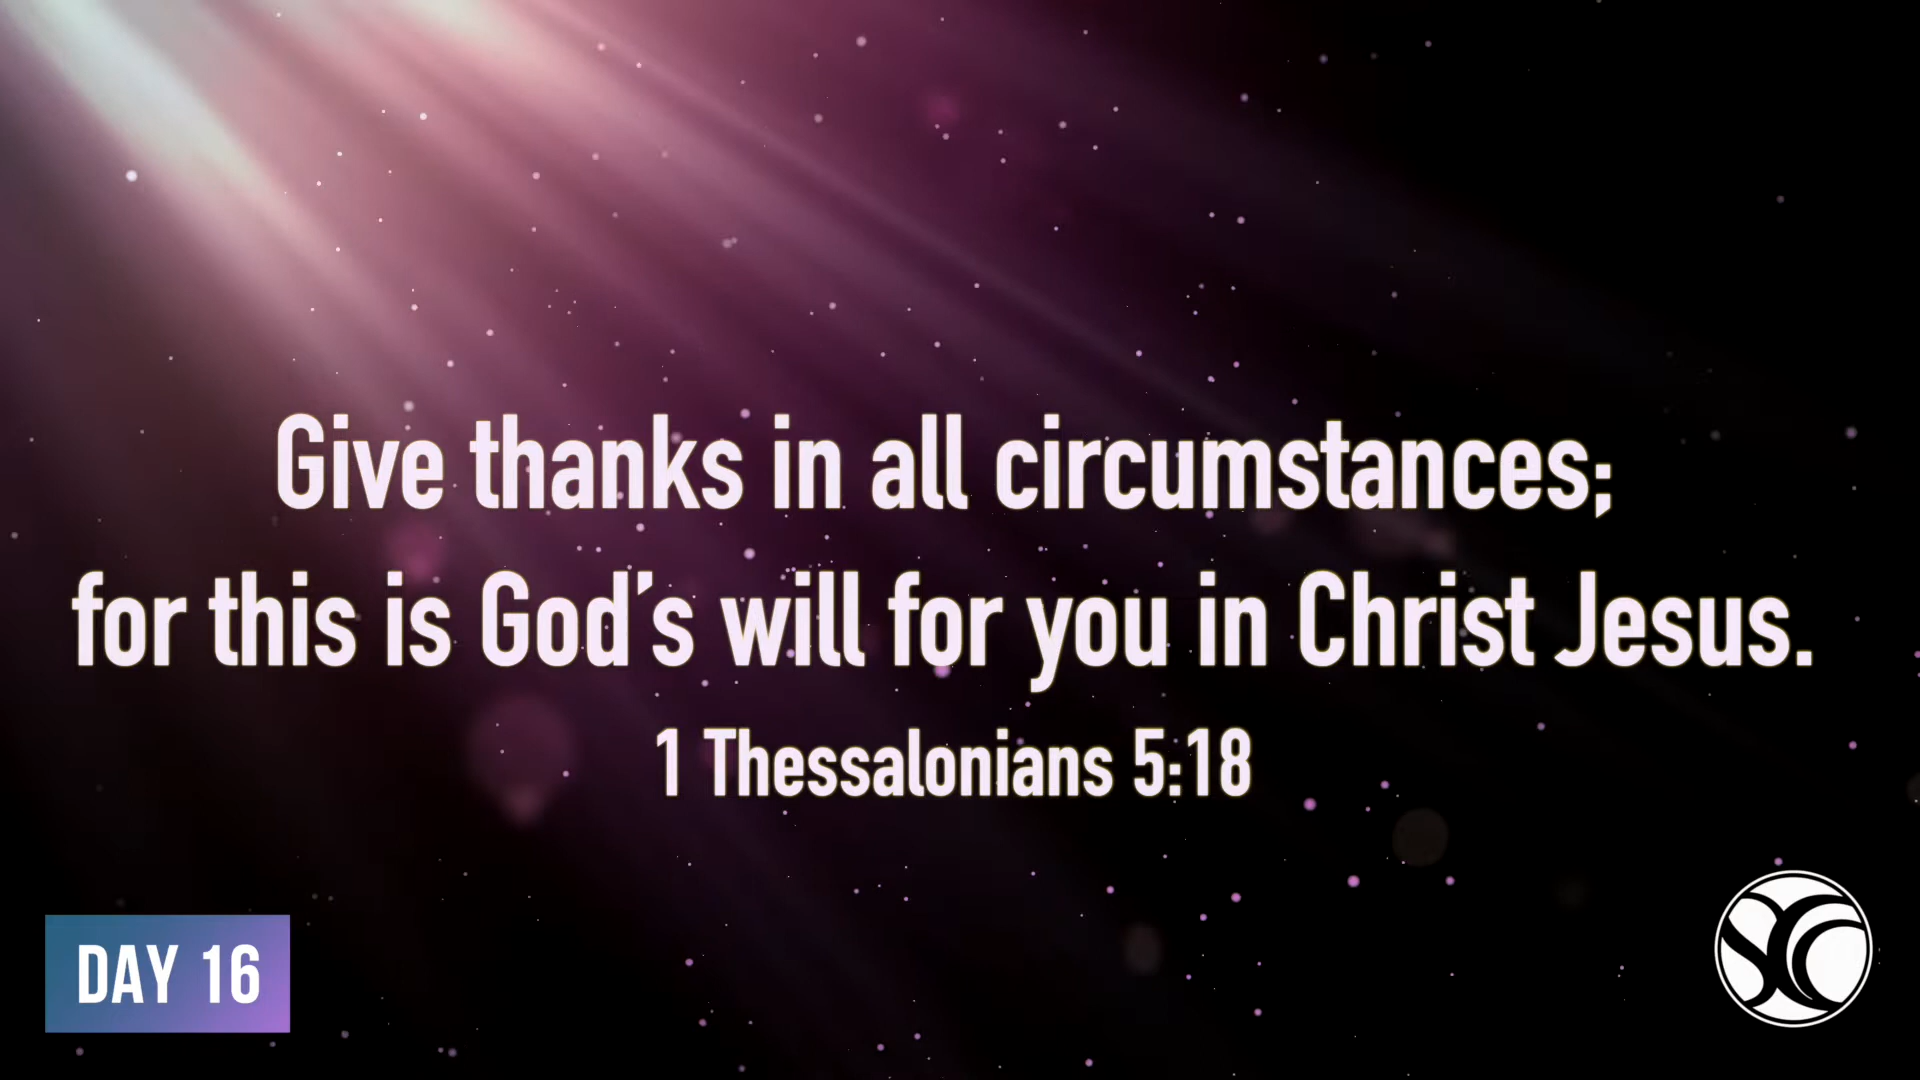 Give thanks in all circumstances;
for this is God's will for you in Christ Jesus.
1 Thessalonians 5:18
DAY 16